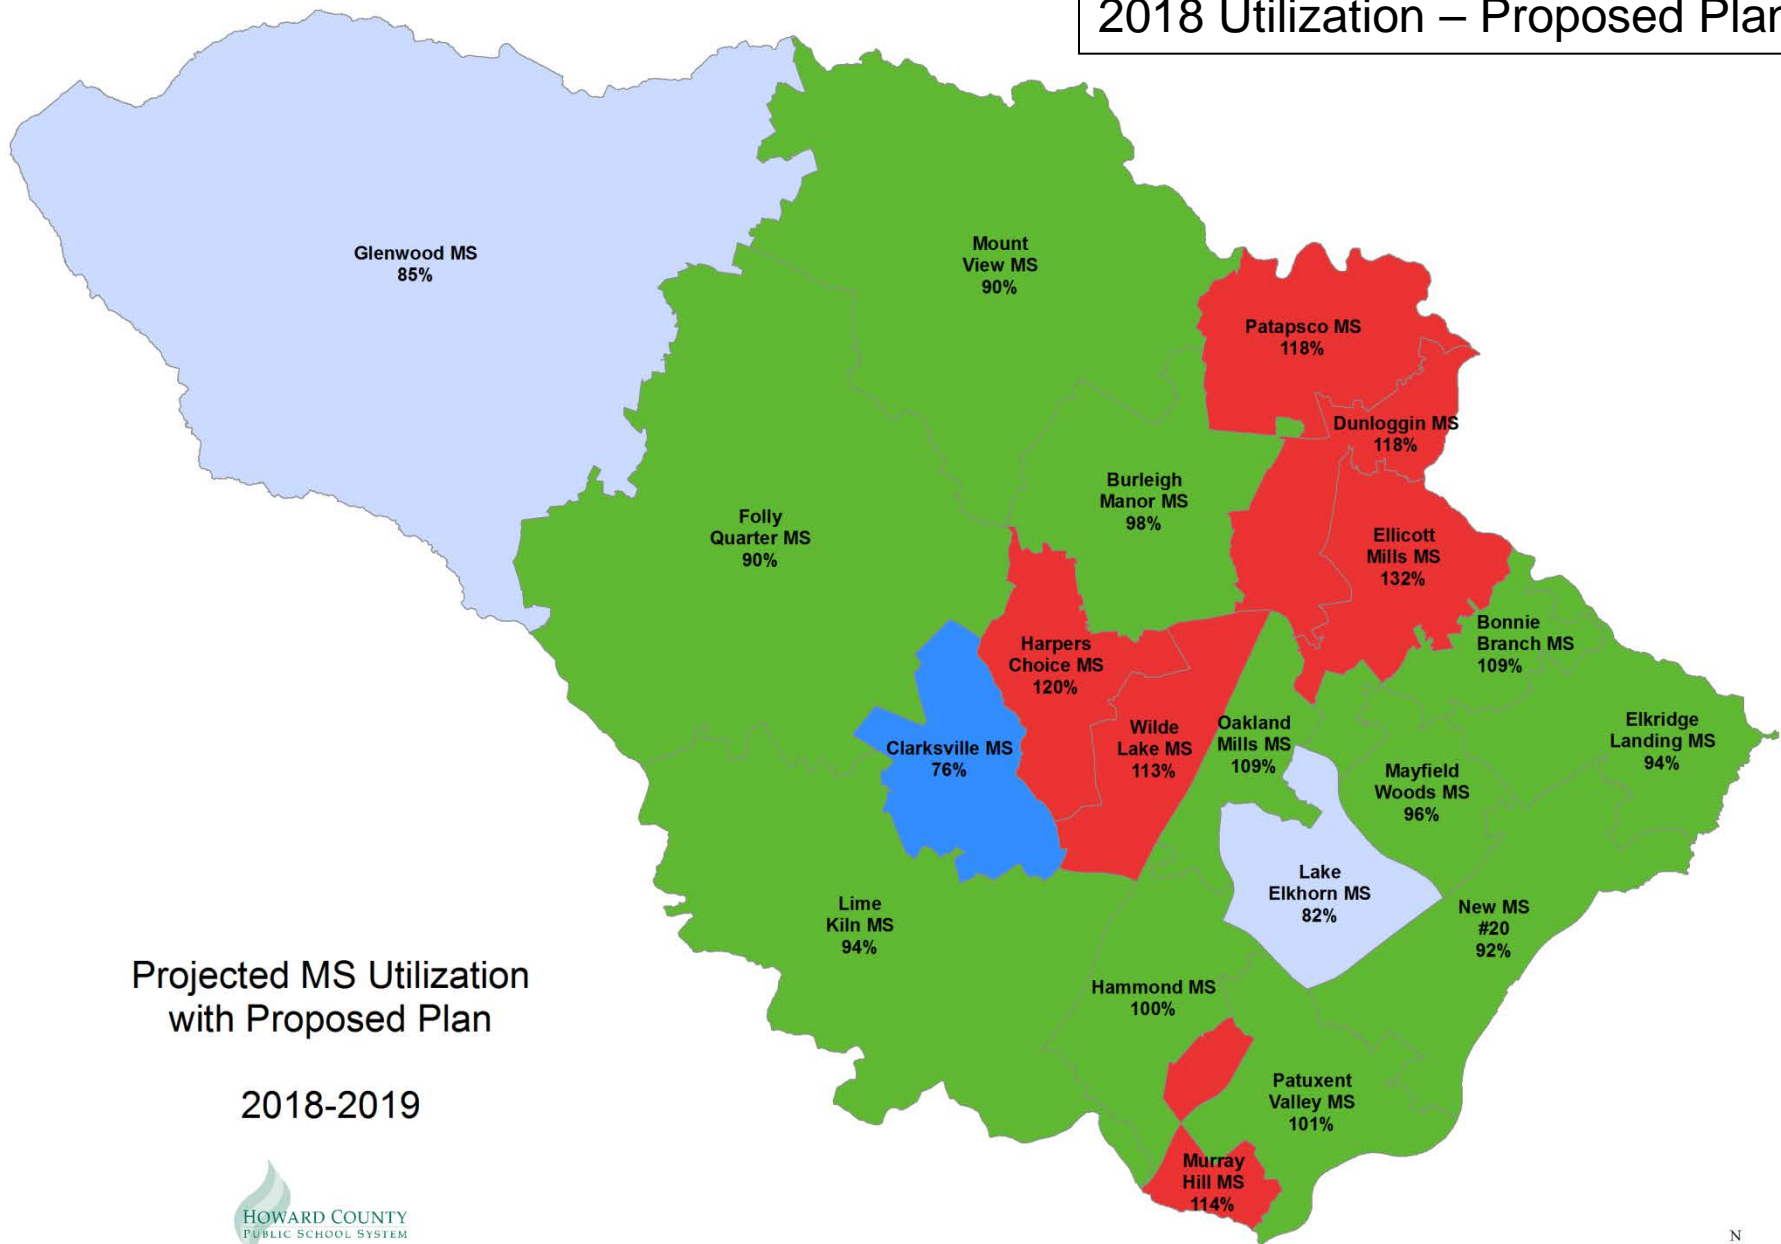 2018 Utilization – Proposed Plan
Glenwood MS
85%
Mount
View MS
90%
Patapsco MS
118%
Dunloggin MS
118%
Burleigh
Manor MS
98%
Folly
Quarter MS
90%
Ellicott
Mills MS
132%
Bonnie
Branch MS
109%
Harpers
Choice MS
120%
Clarksville MS
76%
Wilde
Lake MS
113%
Oakland
Mills MS
109%
Elkridge
Landing MS
94%
Mayfield
Woods MS
96%
Lake
Elkhorn MS
82%
Lime
Kiln MS
94%
New MS
#20
92%
Hammond MS
100%
Patuxent
Valley MS
101%
Murray
Hill MS
114%
Projected MS Utilization
with Proposed Plan
2018-2019
HOWARD COUNTY
PUBLIC SCHOOL SYSTEM
N